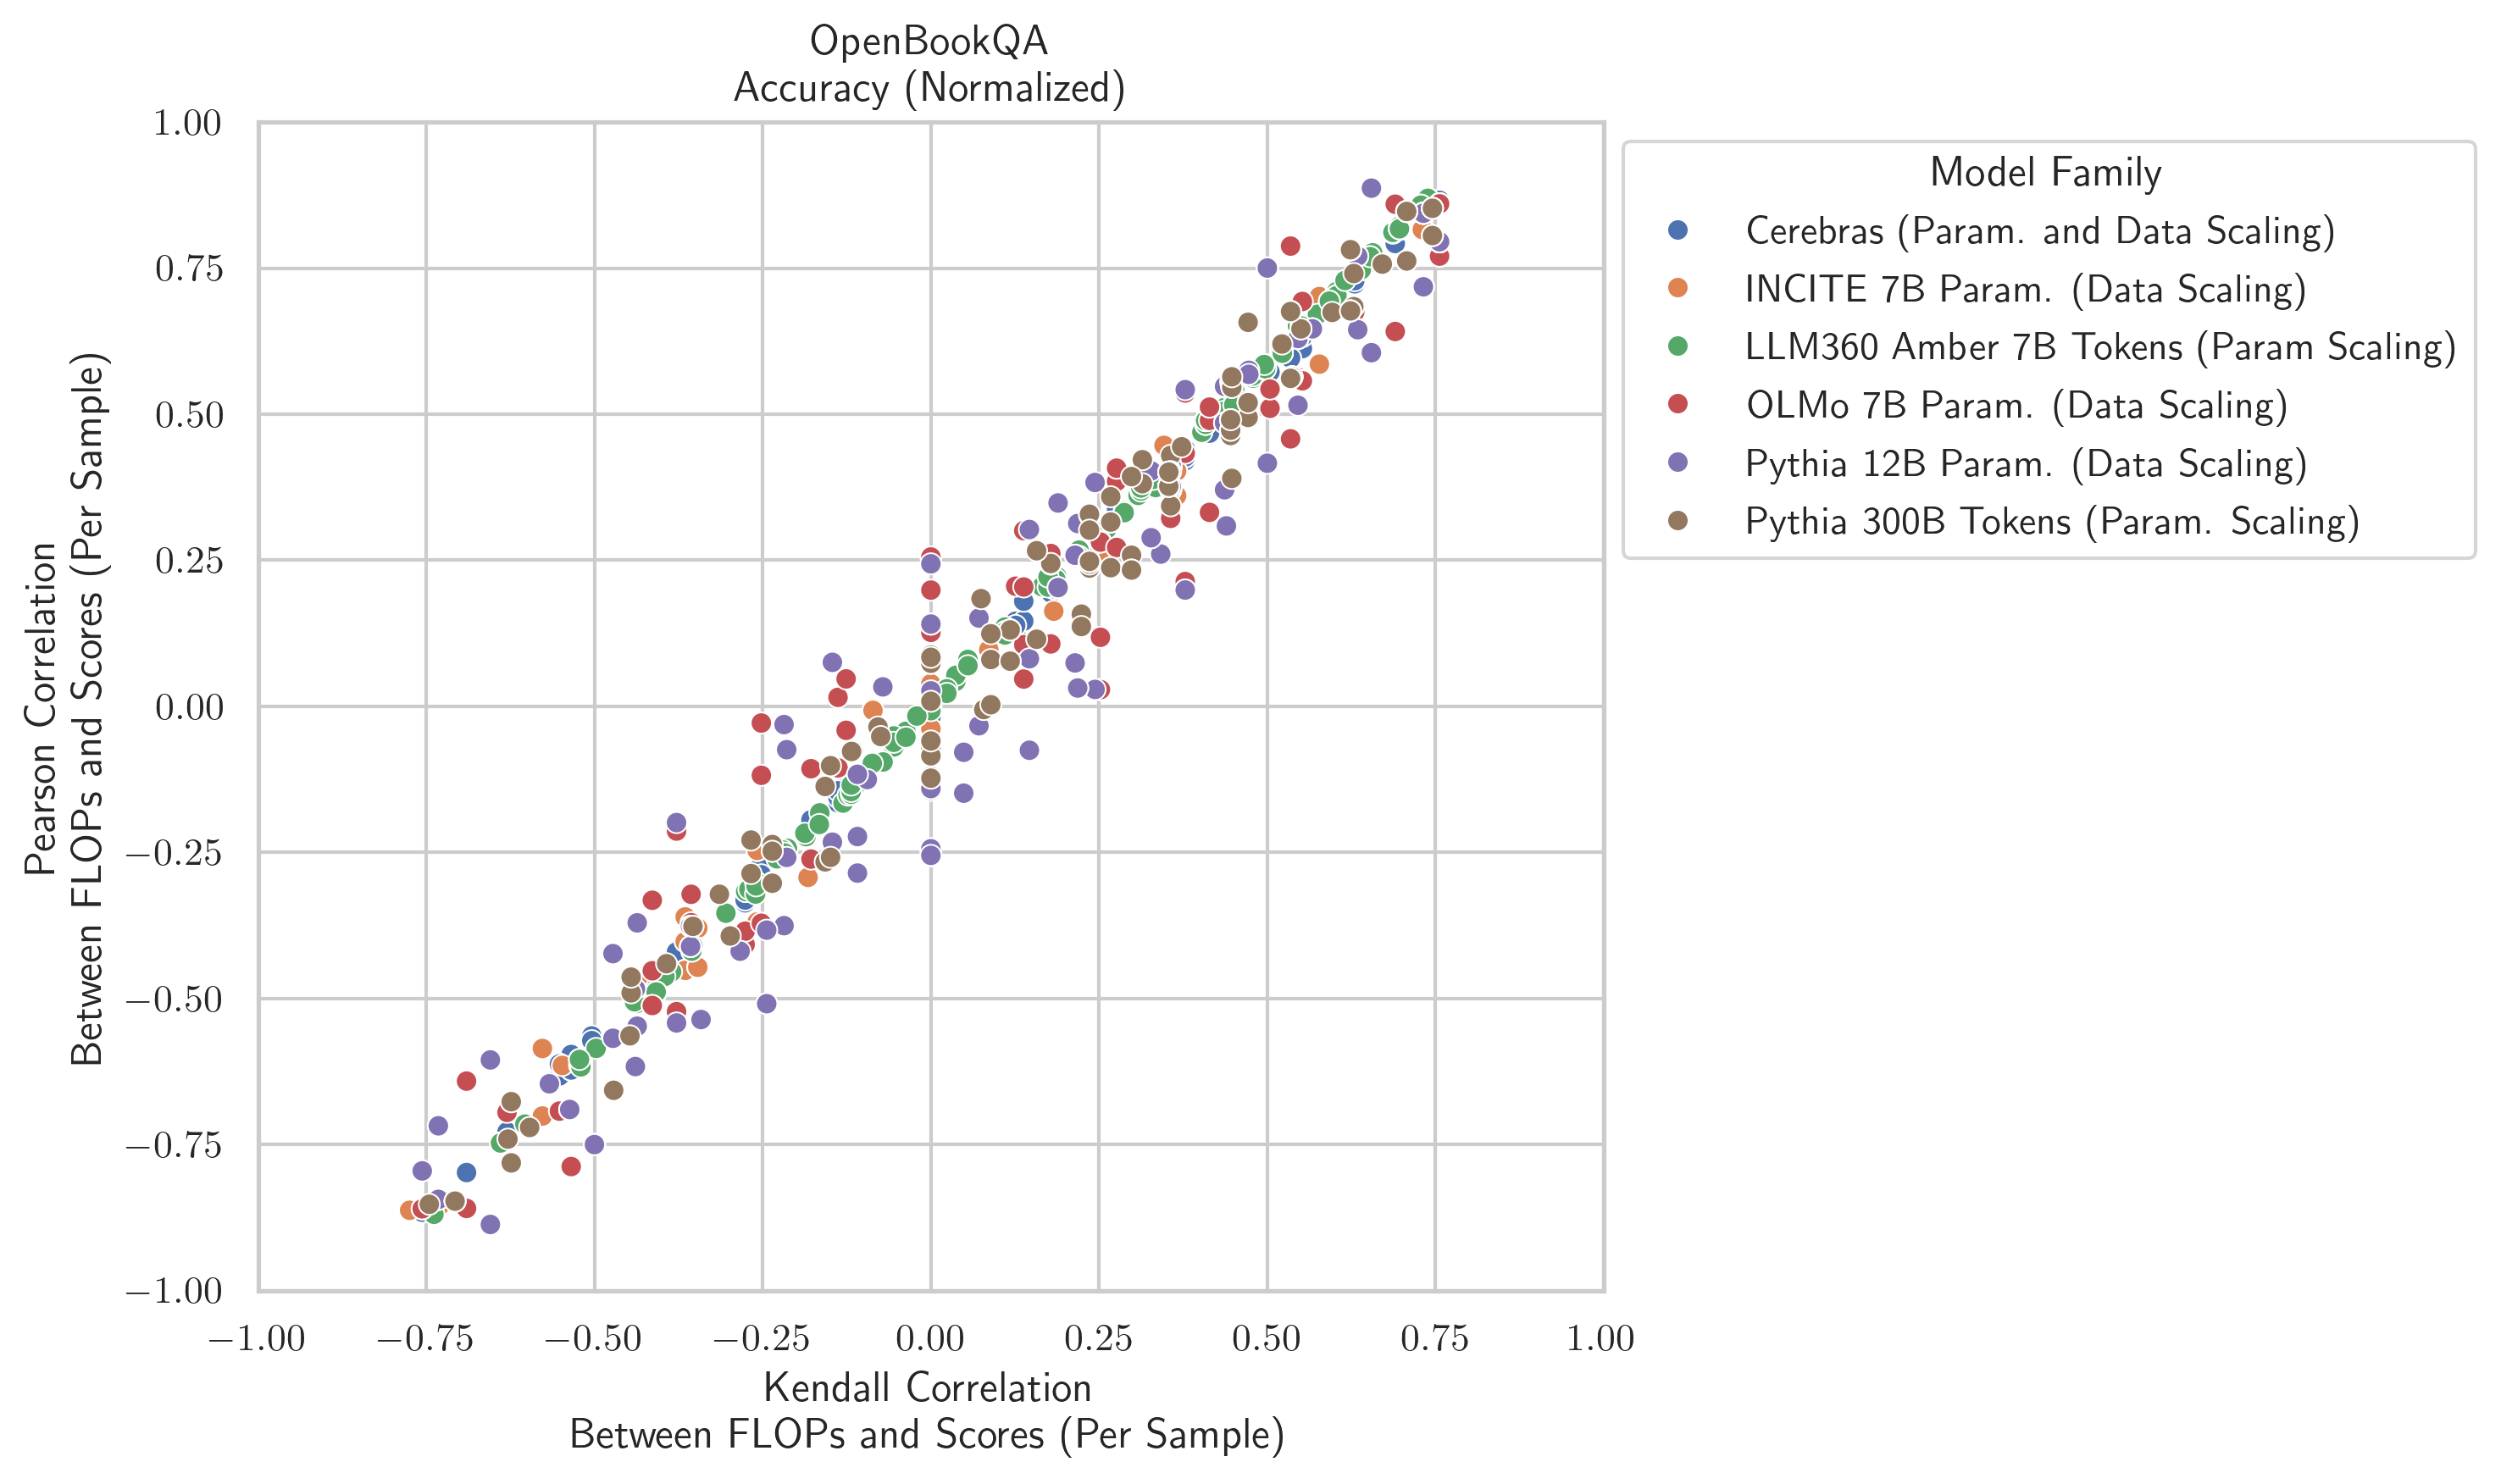 OpenBookQA
Accuracy (Normalized)
Pearson Correlation
Between FLOPs and Scores (Per Sample)
1.00
0.75
0.50
0.25
0.00
−0.25
−0.50
−0.75
−1.00
−1.00 −0.75 −0.50 −0.25 0.00 0.25 0.50 0.75 1.00
Kendall Correlation
Between FLOPs and Scores (Per Sample)
Model Family
Cerebras (Param. and Data Scaling)
INCITE 7B Param. (Data Scaling)
LLM360 Amber 7B Tokens (Param Scaling)
OLMo 7B Param. (Data Scaling)
Pythia 12B Param. (Data Scaling)
Pythia 300B Tokens (Param. Scaling)